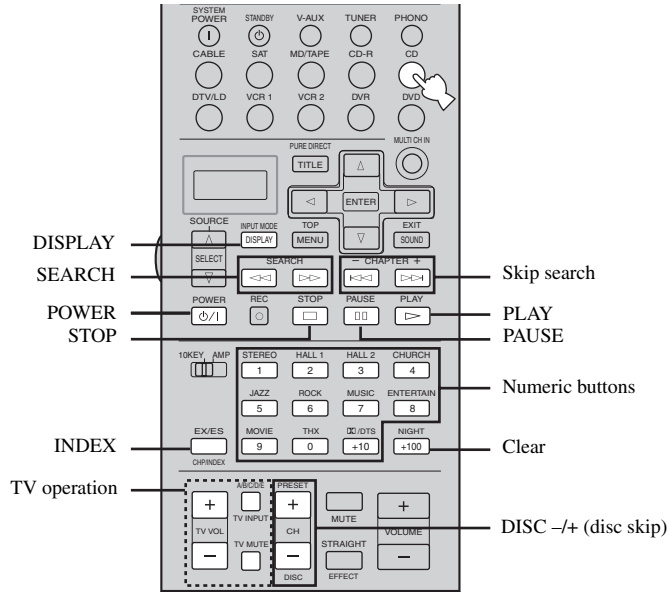 SYSTEM
POWER STANDBY V-AUX TUNER PHONO
CABLE SAT MD/TAPE CD-R CD
DTV/LD VCR 1 VCR 2 DVR DVD
PURE DIRECT MULTI CH IN
TITLE
ENTER
SOURCE INPUT MODE TOP EXIT
DISPLAY DISPLAY MENU SOUND
SELECT SEARCH – CHAPTER +
SEARCH Skip search
POWER POWER REC STOP PAUSE PLAY PLAY
STOP PAUSE
10KEY AMP STEREO HALL 1 HALL 2 CHURCH
1 2 3 4
Numeric buttons
JAZZ ROCK MUSIC ENTERTAIN
5 6 7 8
EX/ES MOVIE THX /DTS NIGHT
INDEX 9 0 +10 +100 Clear
CHP/INDEX
TV operation A/B/C/D/E PRESET
+ TV INPUT + MUTE +
TV VOL CH VOLUME DISC –/+ (disc skip)
– TV MUTE – STRAIGHT –
DISC EFFECT